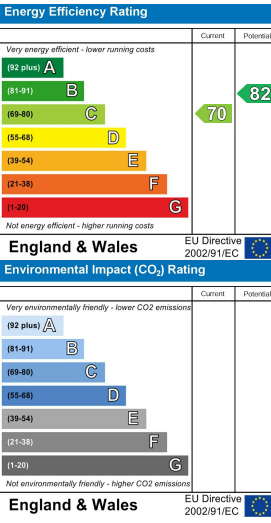 Energy Efficiency Rating
Current Potential
Very energy efficient - lower running costs
(92 plus) A
(81-91) B
82
(69-80) C
70
(55-68) D
(39-54) E
(21-38) F
(1-20) G
Not energy efficient - higher running costs
England & Wales
EU Directive
2002/91/EC
Environmental Impact (CO₂) Rating
Current Potential
Very environmentally friendly - lower CO2 emissions
(92 plus) A
(81-91) B
(69-80) C
(55-68) D
(39-54) E
(21-38) F
(1-20) G
Not environmentally friendly - higher CO2 emissions
England & Wales
EU Directive
2002/91/EC